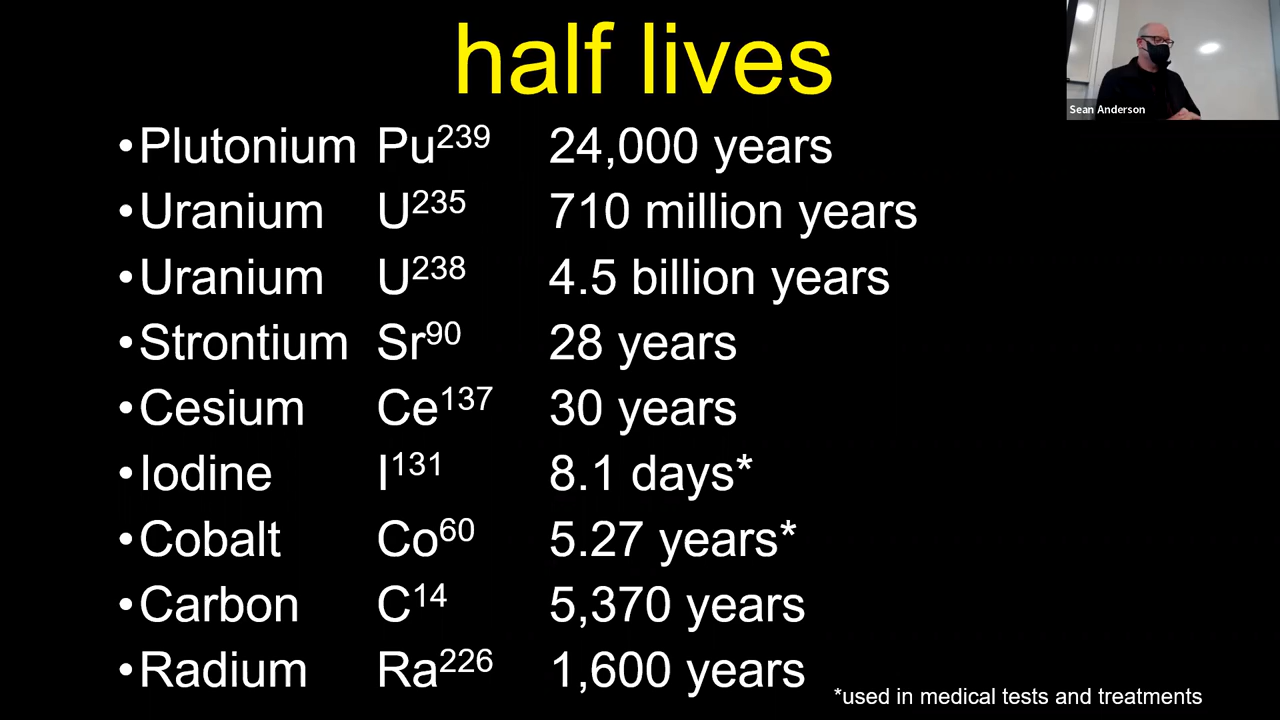 half lives
Sean Anderson
•Plutonium Pu²³⁹ 24,000 years
•Uranium U²³⁵ 710 million years
•Uranium U²³⁸ 4.5 billion years
•Strontium Sr⁹⁰ 28 years
•Cesium Ce¹³⁷ 30 years
•Iodine I¹³¹ 8.1 days*
•Cobalt Co⁶⁰ 5.27 years*
•Carbon C¹⁴ 5,370 years
•Radium Ra²²⁶ 1,600 years
*used in medical tests and treatments